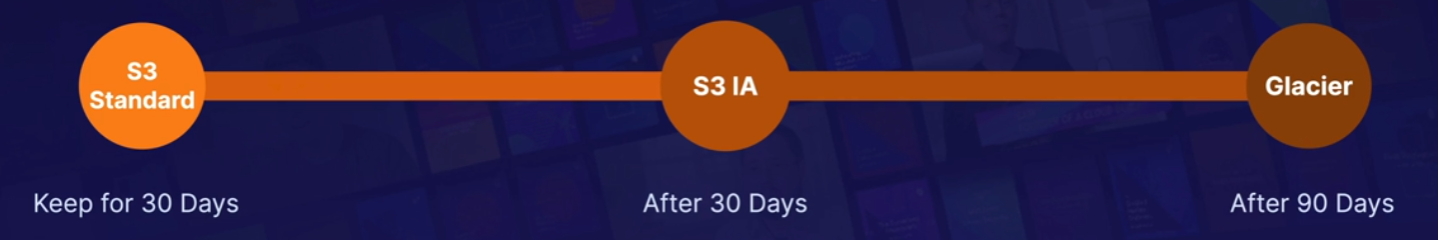 S3
Standard
S3 IA
Glacier
Keep for 30 Days
After 30 Days
After 90 Days